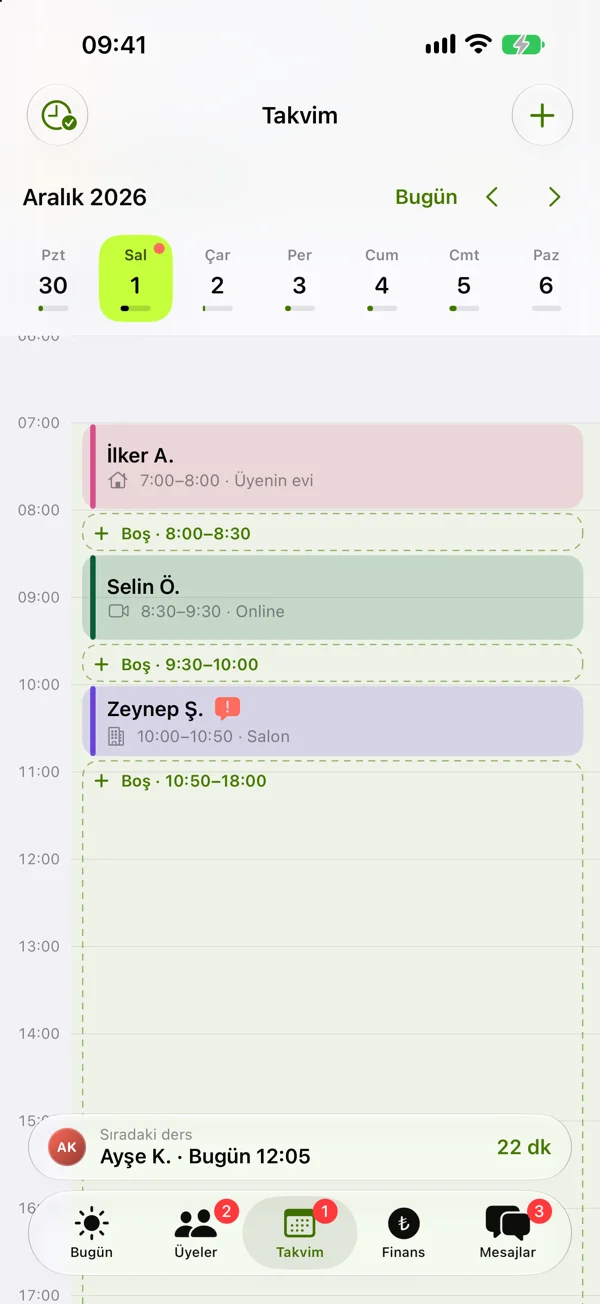 09:41
Takvim
Aralık 2026
Bugün
Pzt Sal Çar Per Cum Cmt Paz
30 1 2 3 4 5 6
06:00
07:00
İlker A.
7:00–8:00 · Üyenin evi
08:00
+ Boş · 8:00–8:30
Selin Ö.
09:00
8:30–9:30 · Online
+ Boş · 9:30–10:00
10:00
Zeynep Ş. !
10:00–10:50 · Salon
11:00
+ Boş · 10:50–18:00
12:00
13:00
14:00
15:
Sıradaki ders
AK
Ayşe K. · Bugün 12:05
22 dk
16:
2 1 3
₺
Bugün Üyeler Takvim Finans Mesajlar
17:00